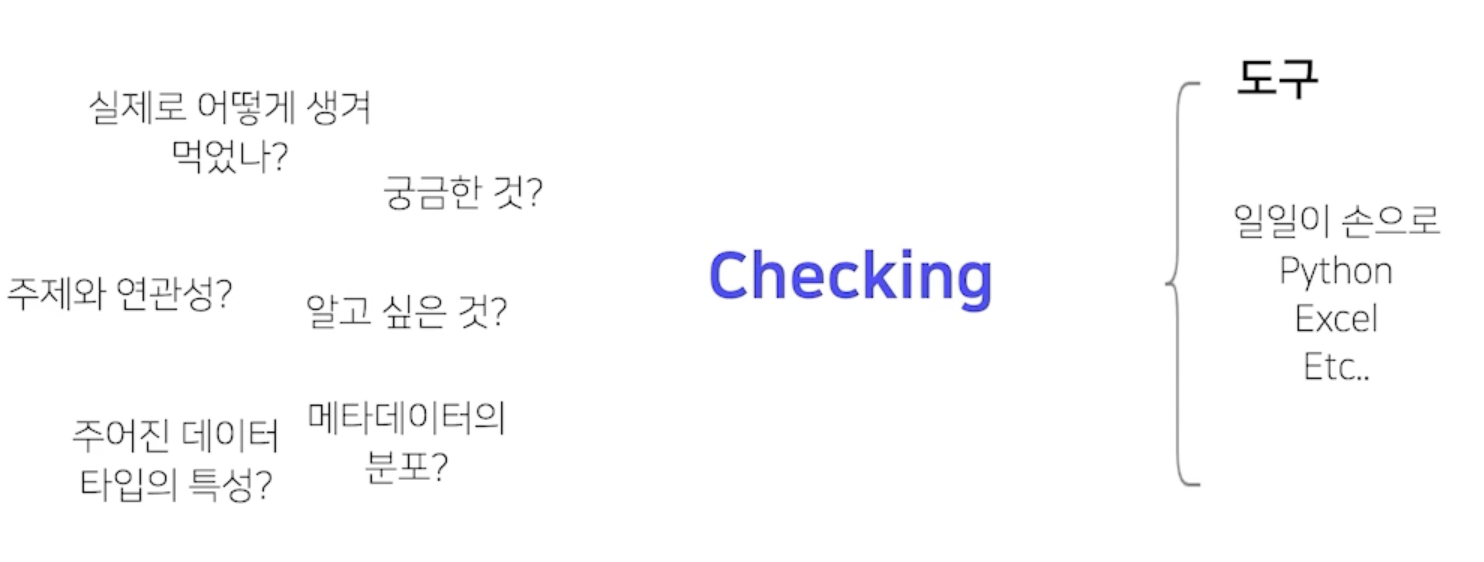 실제로 어떻게 생겨
먹었나?
궁금한 것?
주제와 연관성?
알고 싶은 것?
주어진 데이터
타입의 특성?
메타데이터의
분포?
Checking
도구
일일이 손으로
Python
Excel
Etc..